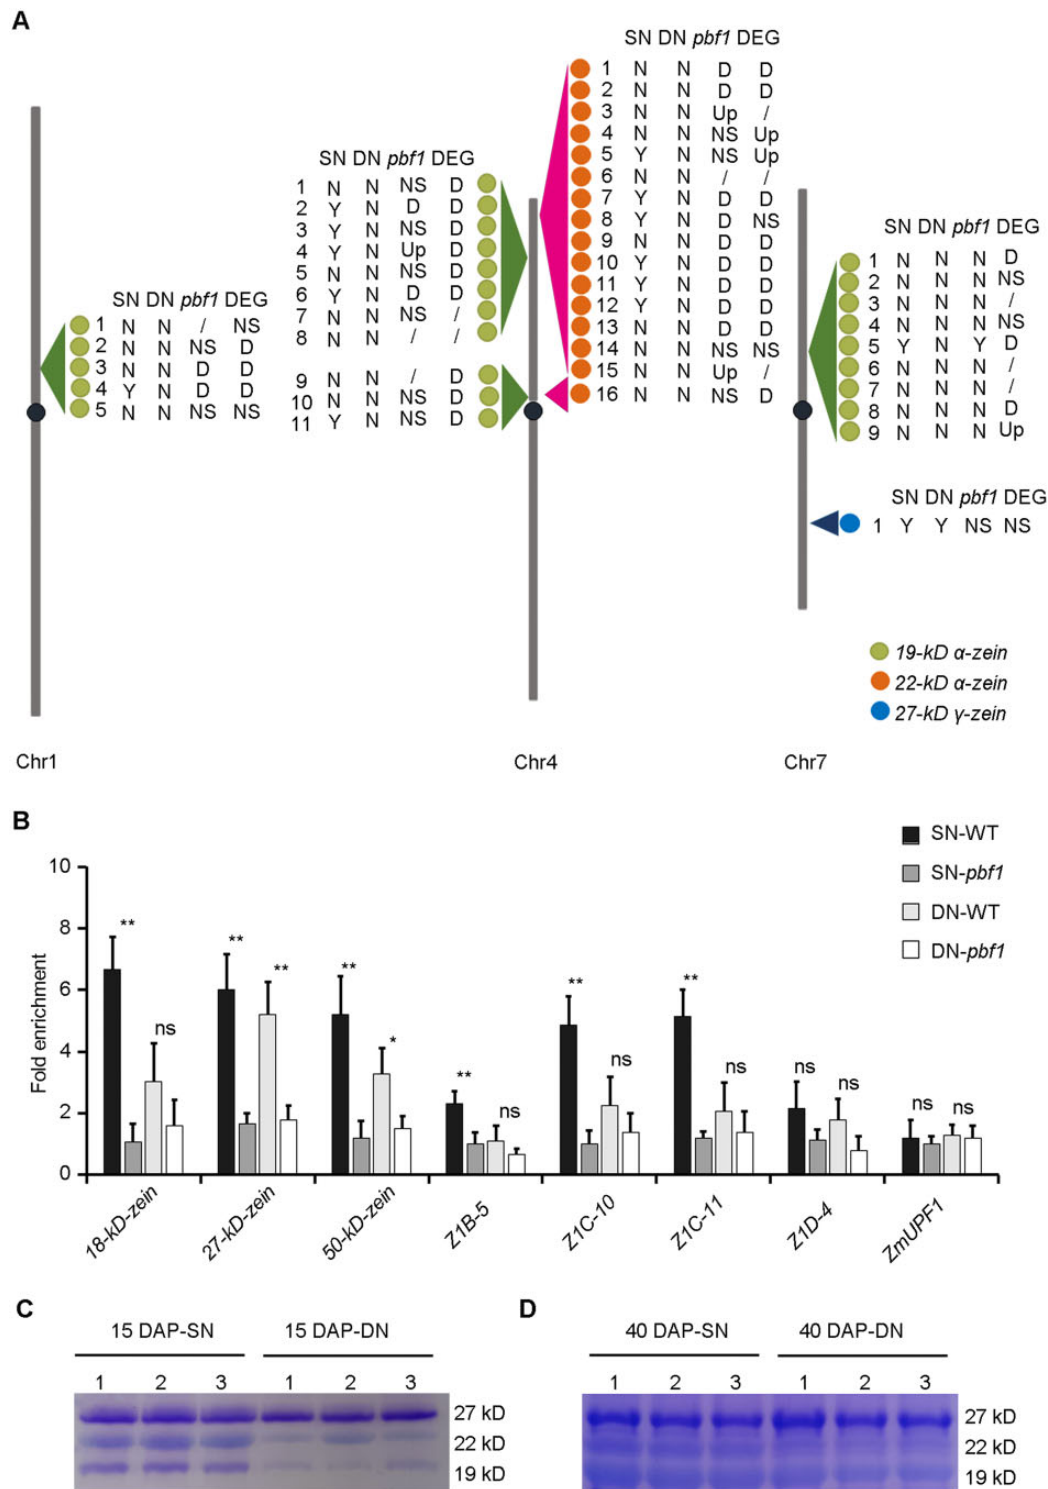 A
SN DN pbf1 DEG
1 N N D D
2 N N D D
3 N N Up /
4 N N NS Up
5 Y N NS Up
6 N N / /
7 Y N D D
8 Y N D NS
9 N N D D
10 Y N D D
11 Y N D D
12 Y N D D
13 N N D D
14 N N NS NS
15 N N Up /
16 N N NS D
SN DN pbf1 DEG
1 N N NS D
2 Y N D D
3 Y N NS D
4 Y N Up D
5 N N NS D
6 Y N D D
7 N N NS /
8 N N / /
9 N N / D
10 N N NS D
11 Y N NS D
SN DN pbf1 DEG
1 N N / NS
2 N N NS D
3 N N D D
4 Y N D D
5 N N NS NS
SN DN pbf1 DEG
1 N N N D
2 N N N NS
3 N N N /
4 N N N NS
5 Y N Y D
6 N N N /
7 N N N /
8 N N N D
9 N N N Up
SN DN pbf1 DEG
1 Y Y NS NS
19-kD α-zein
22-kD α-zein
27-kD γ-zein
Chr1
Chr4
Chr7
B
SN-WT
SN-pbf1
DN-WT
DN-pbf1
Fold enrichment
10
8
6
4
2
0
**
ns
**
**
**
*
**
ns
**
ns
**
ns
ns
ns
ns
ns
18-kD-zein
27-kD-zein
50-kD-zein
Z1B-5
Z1C-10
Z1C-11
Z1D-4
ZmUPF1
C
15 DAP-SN
15 DAP-DN
1 2 3 1 2 3
27 kD
22 kD
19 kD
D
40 DAP-SN
40 DAP-DN
1 2 3 1 2 3
27 kD
22 kD
19 kD